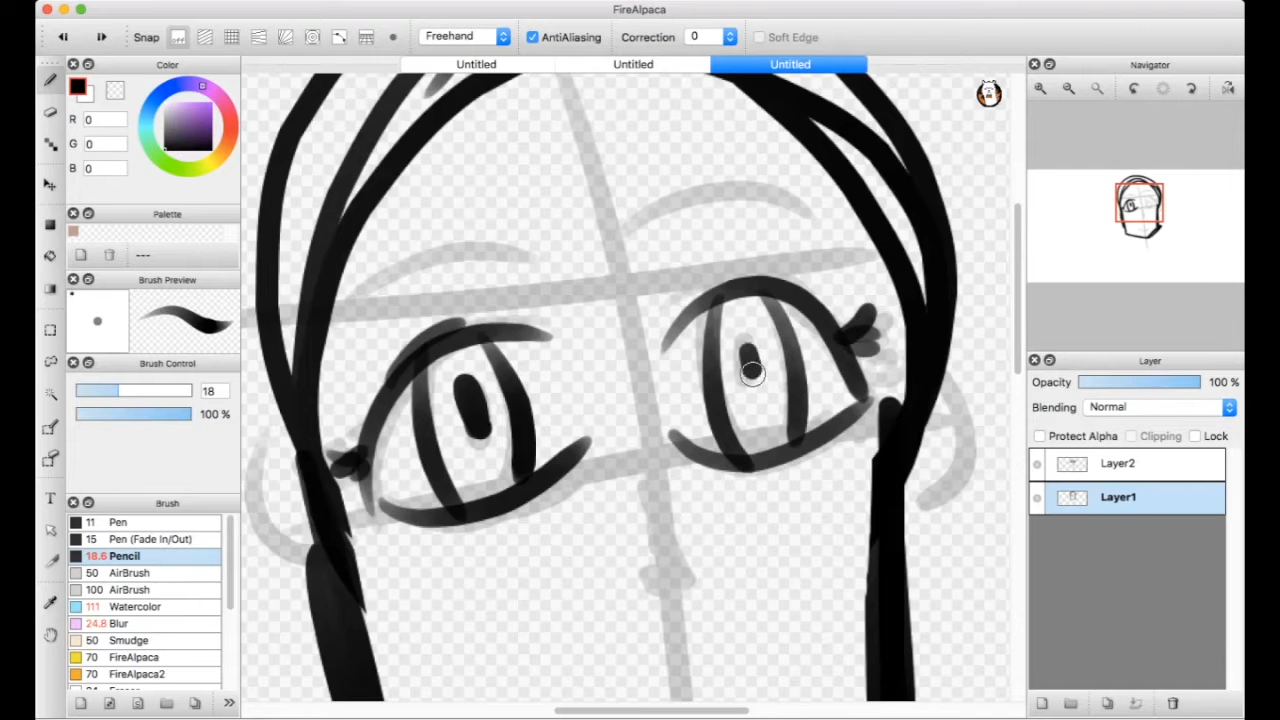 FireAlpaca
Snap Freehand AntiAliasing Correction 0 Soft Edge
Color
Untitled Untitled Untitled
Navigator
R 0
G 0
B 0
Palette
---
Brush Preview
Brush Control
18
100 %
Layer
Opacity 100 %
Blending Normal
Protect Alpha Clipping Lock
Layer2
Layer1
Brush
11 Pen
15 Pen (Fade In/Out)
18.6 Pencil
50 AirBrush
100 AirBrush
111 Watercolor
24.8 Blur
50 Smudge
70 FireAlpaca
70 FireAlpaca2
T